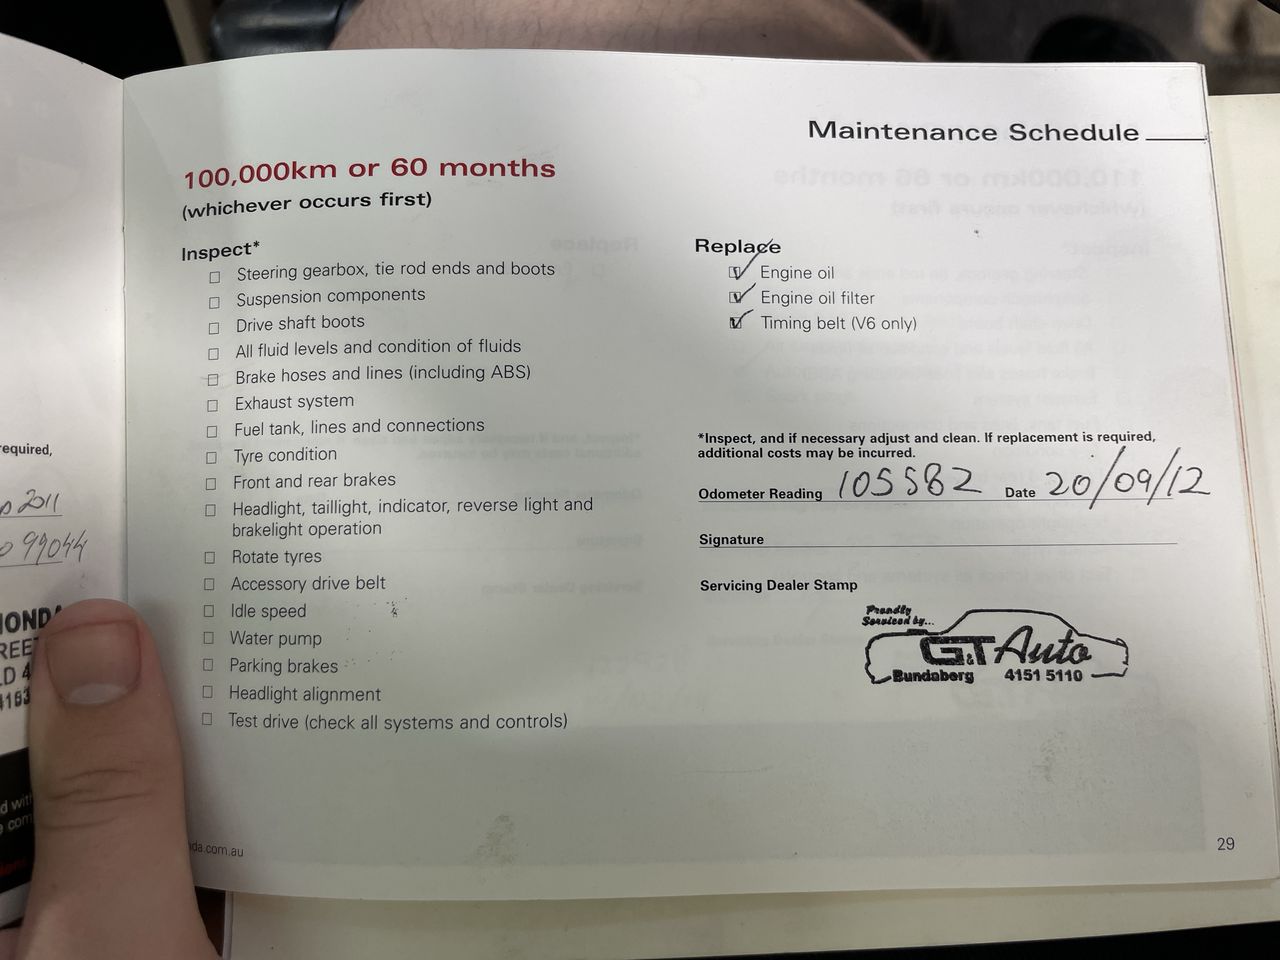 equired,
2011
99044
Maintenance Schedule
100,000km or 60 months
(whichever occurs first)
Inspect*
Steering gearbox, tie rod ends and boots
Suspension components
Drive shaft boots
All fluid levels and condition of fluids
Brake hoses and lines (including ABS)
Exhaust system
Fuel tank, lines and connections
Tyre condition
Front and rear brakes
Headlight, taillight, indicator, reverse light and
brakelight operation
Rotate tyres
Accessory drive belt
Idle speed
Water pump
Parking brakes
Headlight alignment
Test drive (check all systems and controls)
Replace
Engine oil
Engine oil filter
Timing belt (V6 only)
*Inspect, and if necessary adjust and clean. If replacement is required,
additional costs may be incurred.
Odometer Reading 105582 Date 20/09/12
Signature
Servicing Dealer Stamp
Proudly
Serviced by...
G&T Auto
Bundaberg 4151 5110
nda.com.au
29